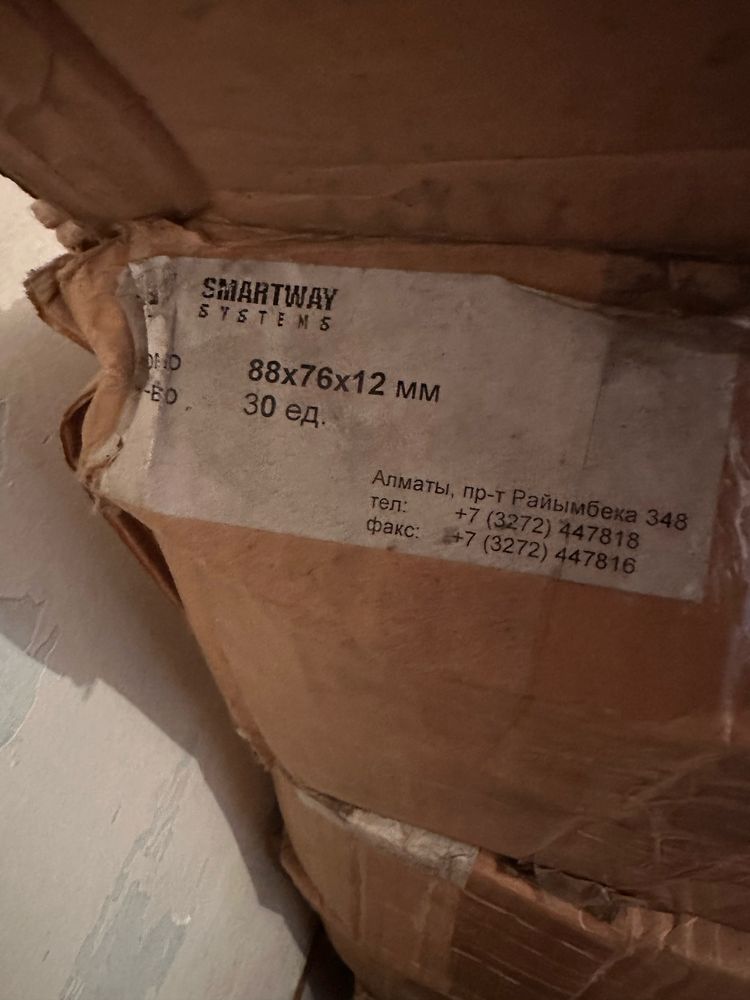 SMARTWAY
SYSTEMS
88x76x12 мм
30 ед.
Алматы, пр-т Райымбека 348
тел: +7 (3272) 447818
факс: +7 (3272) 447816